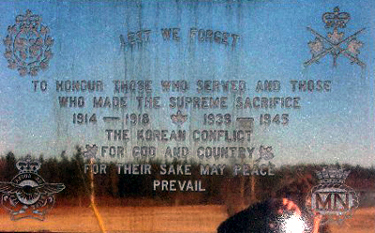 LEST WE FORGET
TO HONOUR THOSE WHO SERVED AND THOSE
WHO MADE THE SUPREME SACRIFICE
1914 — 1918 1939 — 1945
THE KOREAN CONFLICT
FOR GOD AND COUNTRY
FOR THEIR SAKE MAY PEACE
PREVAIL
MN